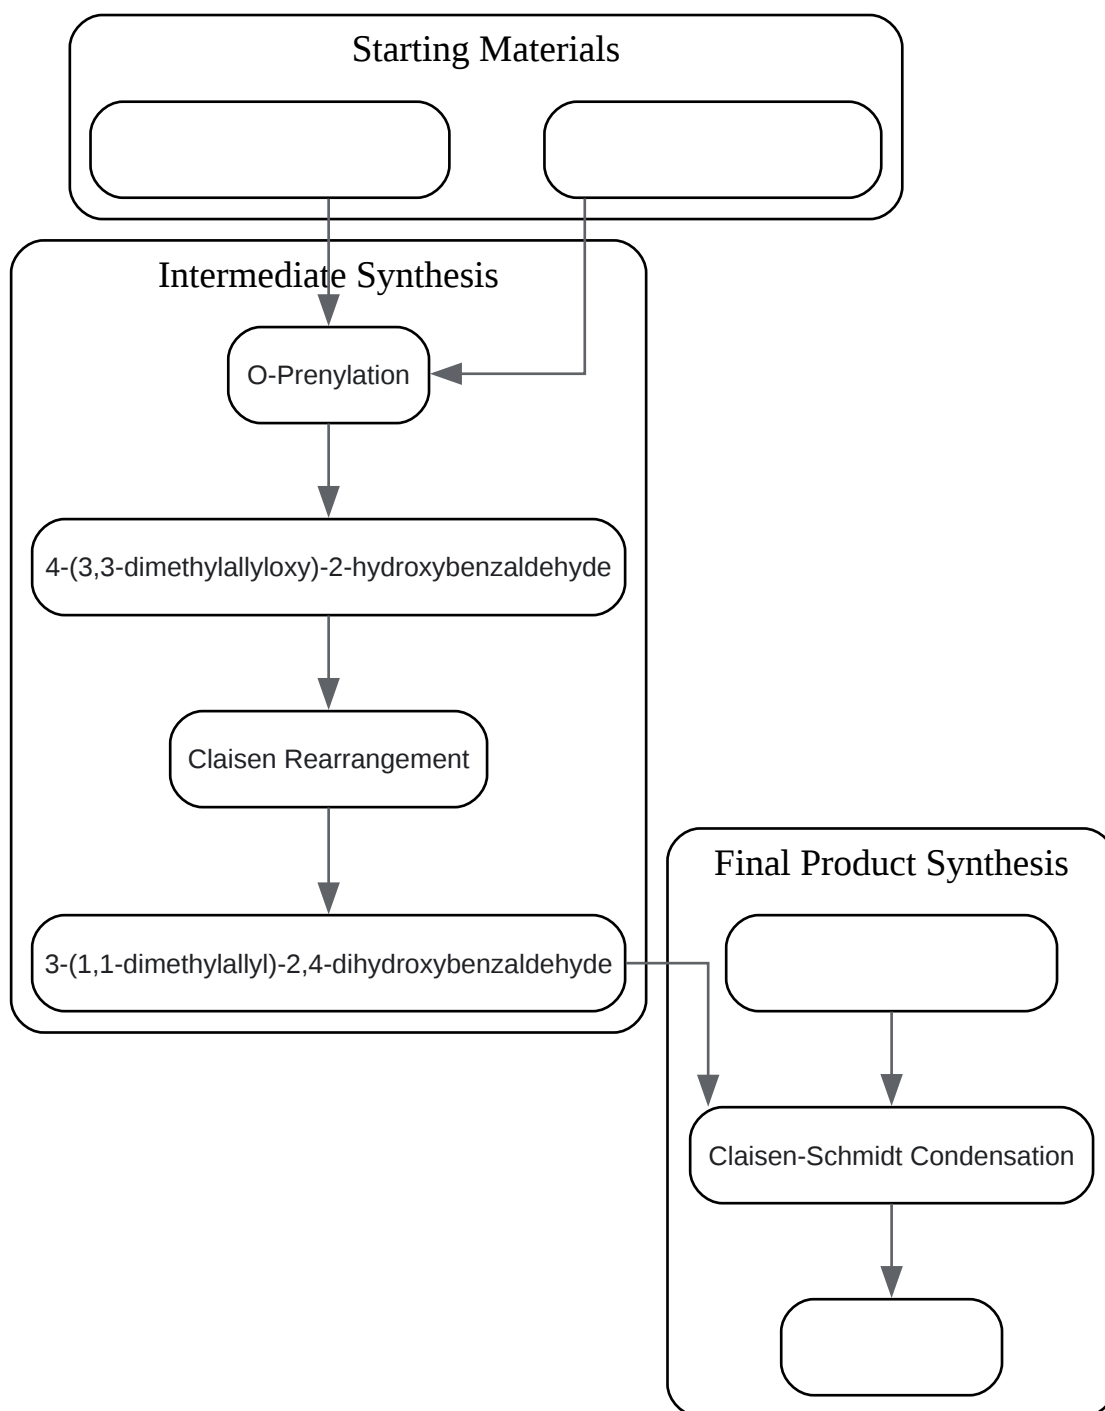 Starting Materials
Intermediate Synthesis
O-Prenylation
4-(3,3-dimethylallyloxy)-2-hydroxybenzaldehyde
Claisen Rearrangement
3-(1,1-dimethylallyl)-2,4-dihydroxybenzaldehyde
Final Product Synthesis
Claisen-Schmidt Condensation